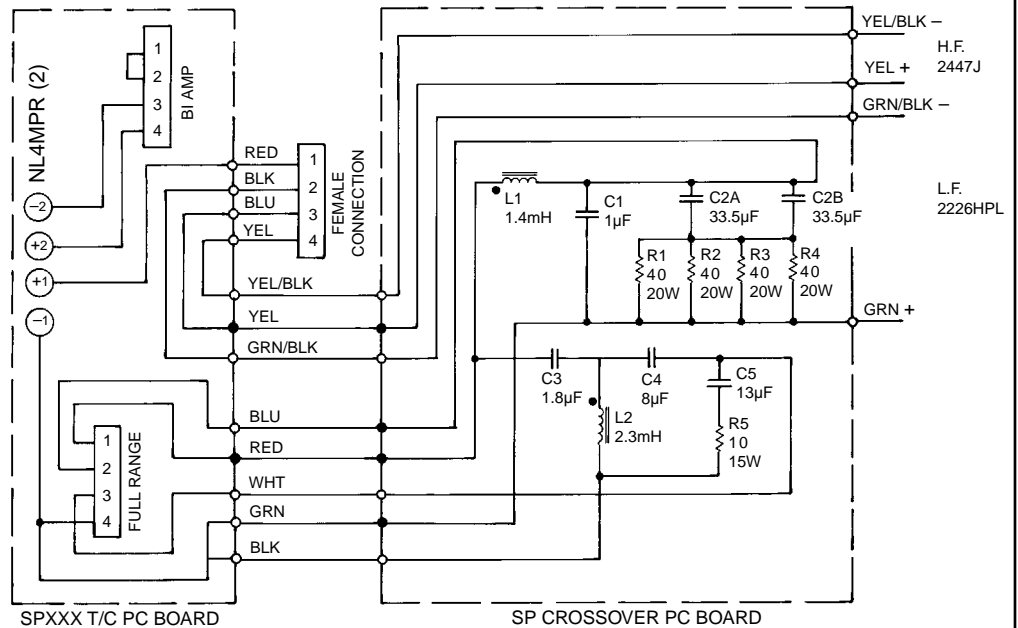 NL4MPR (2)
1
2
3
4
BI AMP
−2
+2
+1
−1
1
2
3
4
FULL RANGE
RED
BLK
BLU
YEL
1
2
3
4
FEMALE
CONNECTION
YEL/BLK
YEL
GRN/BLK
BLU
RED
WHT
GRN
BLK
YEL/BLK −
H.F.
2447J
YEL +
GRN/BLK −
L.F.
2226HPL
GRN +
L1
1.4mH
C1
1µF
C2A
33.5µF
C2B
33.5µF
R1
40
20W
R2
40
20W
R3
40
20W
R4
40
20W
C3
1.8µF
C4
8µF
C5
13µF
L2
2.3mH
R5
10
15W
SPXXX T/C PC BOARD
SP CROSSOVER PC BOARD